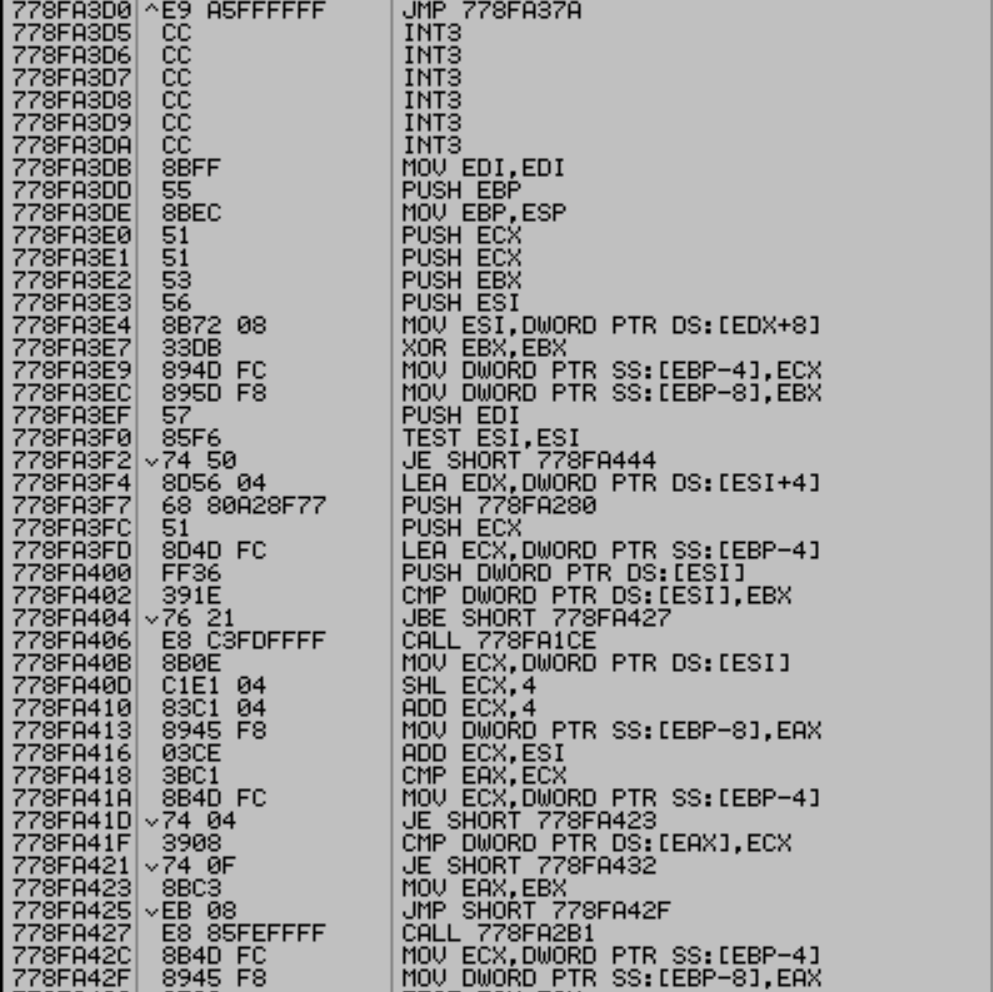 778FA3D0 ^E9 A5FFFFFF JMP 778FA37A
778FA3D5 CC INT3
778FA3D6 CC INT3
778FA3D7 CC INT3
778FA3D8 CC INT3
778FA3D9 CC INT3
778FA3DA CC INT3
778FA3DB 8BFF MOV EDI,EDI
778FA3DD 55 PUSH EBP
778FA3DE 8BEC MOV EBP,ESP
778FA3E0 51 PUSH ECX
778FA3E1 51 PUSH ECX
778FA3E2 53 PUSH EBX
778FA3E3 56 PUSH ESI
778FA3E4 8B72 08 MOV ESI,DWORD PTR DS:[EDX+8]
778FA3E7 33DB XOR EBX,EBX
778FA3E9 894D FC MOV DWORD PTR SS:[EBP-4],ECX
778FA3EC 895D F8 MOV DWORD PTR SS:[EBP-8],EBX
778FA3EF 57 PUSH EDI
778FA3F0 85F6 TEST ESI,ESI
778FA3F2 v74 50 JE SHORT 778FA444
778FA3F4 8D56 04 LEA EDX,DWORD PTR DS:[ESI+4]
778FA3F7 68 80A28F77 PUSH 778FA280
778FA3FC 51 PUSH ECX
778FA3FD 8D4D FC LEA ECX,DWORD PTR SS:[EBP-4]
778FA400 FF36 PUSH DWORD PTR DS:[ESI]
778FA402 391E CMP DWORD PTR DS:[ESI],EBX
778FA404 v76 21 JBE SHORT 778FA427
778FA406 E8 C3FDFFFF CALL 778FA1CE
778FA40B 8B0E MOV ECX,DWORD PTR DS:[ESI]
778FA40D C1E1 04 SHL ECX,4
778FA410 83C1 04 ADD ECX,4
778FA413 8945 F8 MOV DWORD PTR SS:[EBP-8],EAX
778FA416 03CE ADD ECX,ESI
778FA418 3BC1 CMP EAX,ECX
778FA41A 8B4D FC MOV ECX,DWORD PTR SS:[EBP-4]
778FA41D v74 04 JE SHORT 778FA423
778FA41F 3908 CMP DWORD PTR DS:[EAX],ECX
778FA421 v74 0F JE SHORT 778FA432
778FA423 8BC3 MOV EAX,EBX
778FA425 vEB 08 JMP SHORT 778FA42F
778FA427 E8 85FEFFFF CALL 778FA2B1
778FA42C 8B4D FC MOV ECX,DWORD PTR SS:[EBP-4]
778FA42F 8945 F8 MOV DWORD PTR SS:[EBP-8],EAX